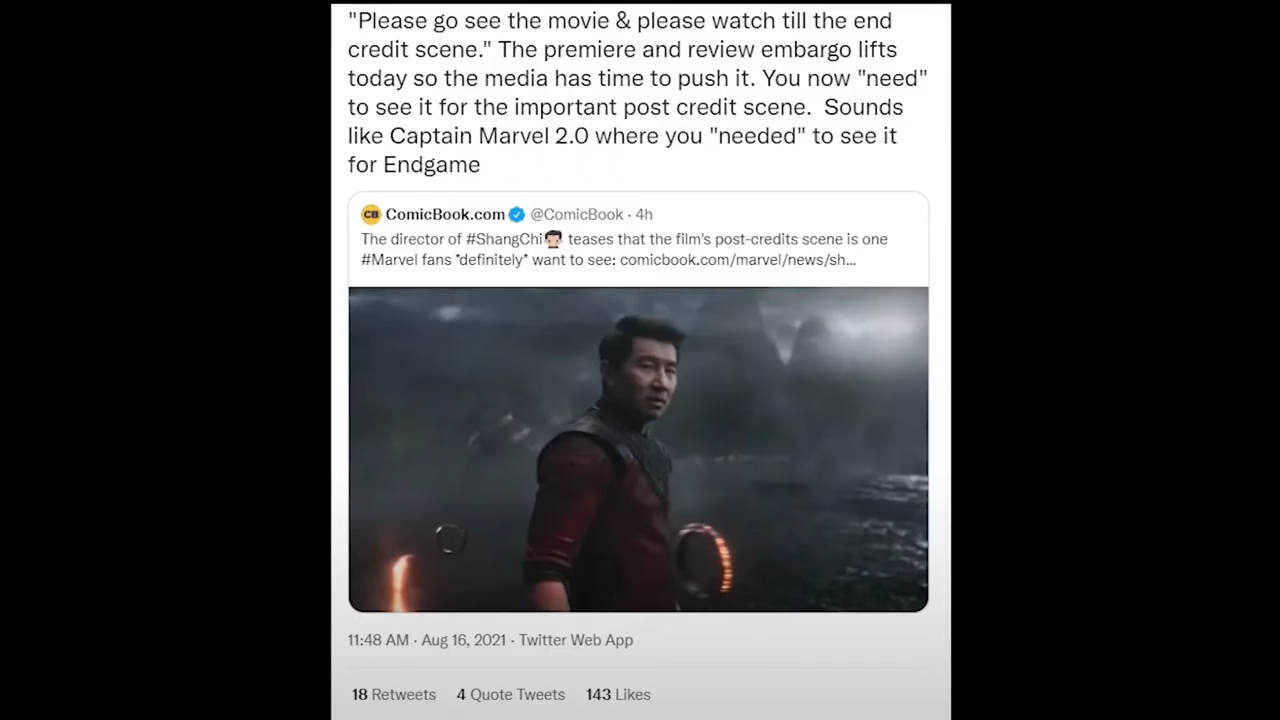 "Please go see the movie & please watch till the end
credit scene." The premiere and review embargo lifts
today so the media has time to push it. You now "need"
to see it for the important post credit scene.  Sounds
like Captain Marvel 2.0 where you "needed" to see it
for Endgame
CB ComicBook.com @ComicBook · 4h
The director of #ShangChi teases that the film's post-credits scene is one
#Marvel fans *definitely* want to see: comicbook.com/marvel/news/sh...
11:48 AM · Aug 16, 2021 · Twitter Web App
18 Retweets 4 Quote Tweets 143 Likes